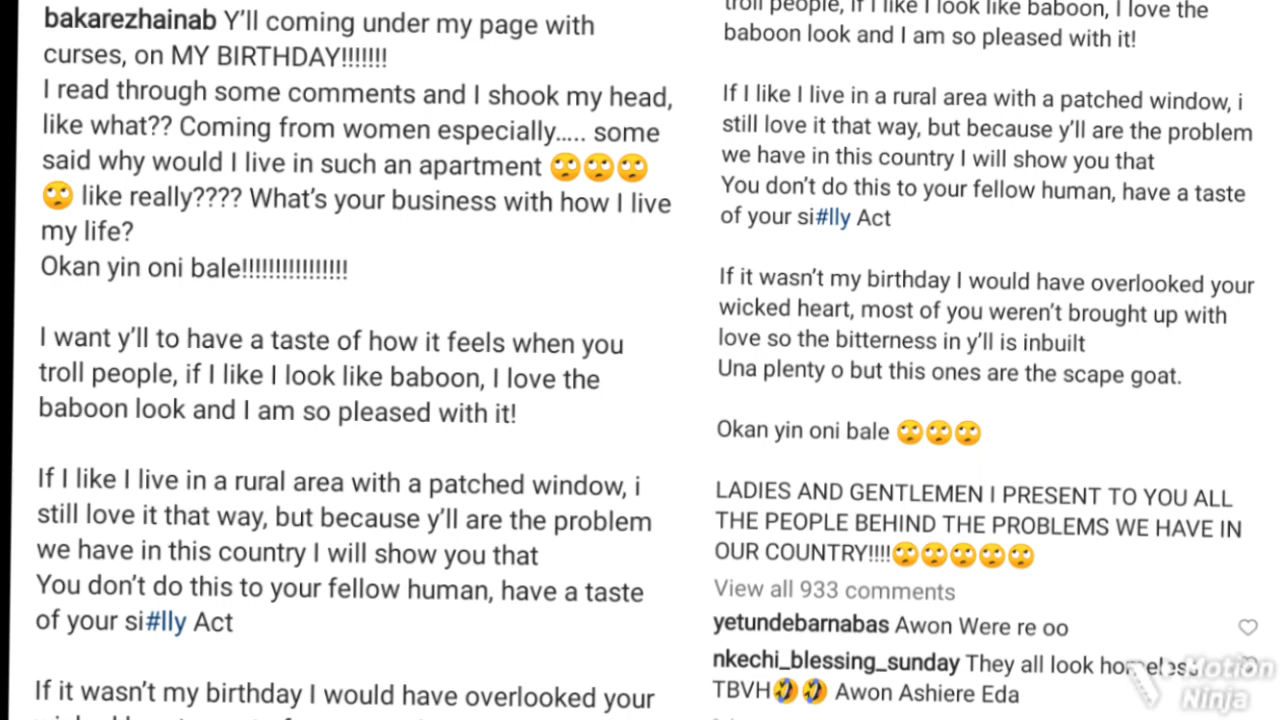 bakarezhainab Y'll coming under my page with
curses, on MY BIRTHDAY!!!!!!!
I read through some comments and I shook my head,
like what?? Coming from women especially..... some
said why would I live in such an apartment 🙄🙄🙄
🙄 like really???? What's your business with how I live
my life?
Okan yin oni bale!!!!!!!!!!!!!!!!
I want y'll to have a taste of how it feels when you
troll people, if I like I look like baboon, I love the
baboon look and I am so pleased with it!
If I like I live in a rural area with a patched window, i
still love it that way, but because y'll are the problem
we have in this country I will show you that
You don't do this to your fellow human, have a taste
of your si#lly Act
If it wasn't my birthday I would have overlooked your
troll people, if I like I look like baboon, I love the
baboon look and I am so pleased with it!
If I like I live in a rural area with a patched window, i
still love it that way, but because y'll are the problem
we have in this country I will show you that
You don't do this to your fellow human, have a taste
of your si#lly Act
If it wasn't my birthday I would have overlooked your
wicked heart, most of you weren't brought up with
love so the bitterness in y'll is inbuilt
Una plenty o but this ones are the scape goat.
Okan yin oni bale 🙄🙄🙄
LADIES AND GENTLEMEN I PRESENT TO YOU ALL
THE PEOPLE BEHIND THE PROBLEMS WE HAVE IN
OUR COUNTRY!!!!🙄🙄🙄🙄🙄
View all 933 comments
yetundebarnabas Awon Were re oo
nkechi_blessing_sunday They all look homeless
TBVH🤣🤣 Awon Ashiere Eda
Motion
Ninja